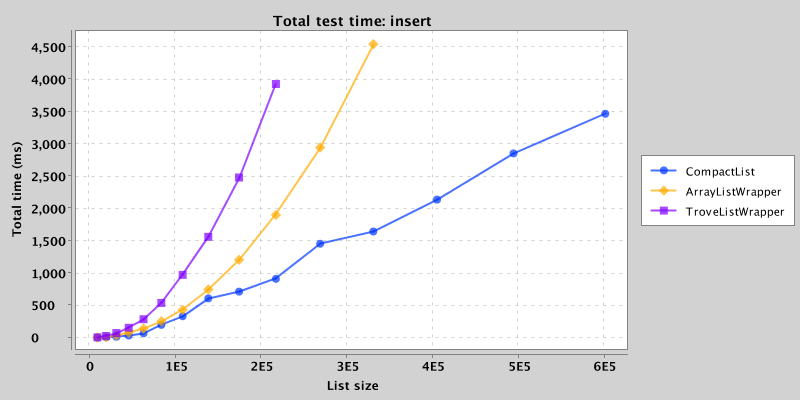 Total test time: insert
Total time (ms)
4,500
4,000
3,500
3,000
2,500
2,000
1,500
1,000
500
0
0 1E5 2E5 3E5 4E5 5E5 6E5
List size
CompactList
ArrayListWrapper
TroveListWrapper